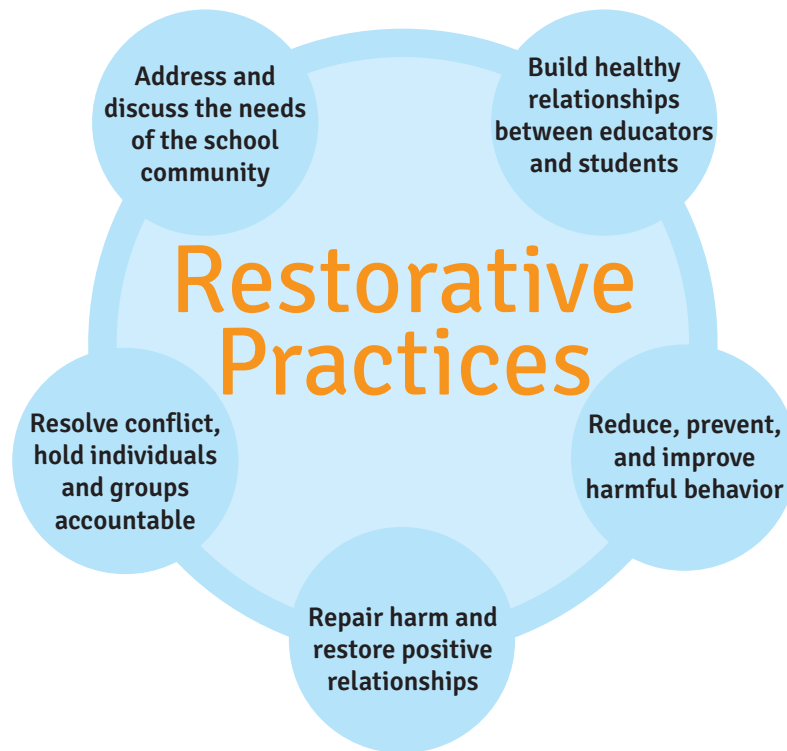 Address and
discuss the needs
of the school
community
Build healthy
relationships
between educators
and students
Restorative
Practices
Resolve conflict,
hold individuals
and groups
accountable
Reduce, prevent,
and improve
harmful behavior
Repair harm and
restore positive
relationships